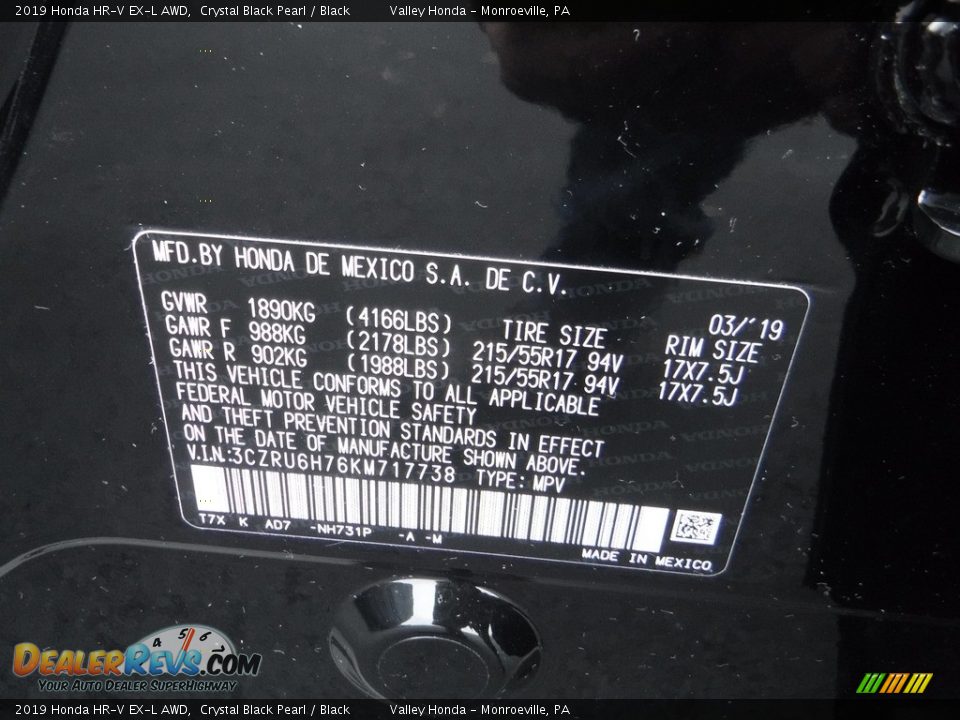 2019 Honda HR-V EX-L AWD, Crystal Black Pearl / Black Valley Honda - Monroeville, PA
MFD.BY HONDA DE MEXICO S.A. DE C.V.
03/'19
GVWR 1890KG (4166LBS) TIRE SIZE RIM SIZE
GAWR F 988KG (2178LBS) 215/55R17 94V 17X7.5J
GAWR R 902KG (1988LBS) 215/55R17 94V 17X7.5J
THIS VEHICLE CONFORMS TO ALL APPLICABLE
FEDERAL MOTOR VEHICLE SAFETY
AND THEFT PREVENTION STANDARDS IN EFFECT
ON THE DATE OF MANUFACTURE SHOWN ABOVE.
V.I.N.:3CZRU6H76KM717738 TYPE: MPV
T7X K AD7 -NH731P -A -M
MADE IN MEXICO
4 5 6 7
DEALERREVS.COM
YOUR AUTO DEALER SUPERHIGHWAY
2019 Honda HR-V EX-L AWD, Crystal Black Pearl / Black Valley Honda - Monroeville, PA